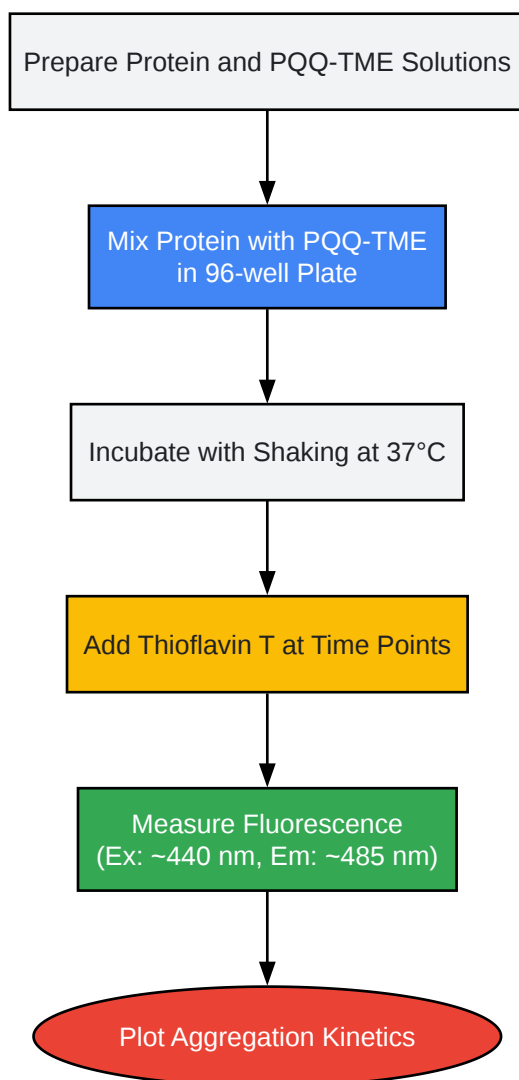 Prepare Protein and PQQ-TME Solutions
Mix Protein with PQQ-TME
in 96-well Plate
Incubate with Shaking at 37°C
Add Thioflavin T at Time Points
Measure Fluorescence
(Ex: ~440 nm, Em: ~485 nm)
Plot Aggregation Kinetics